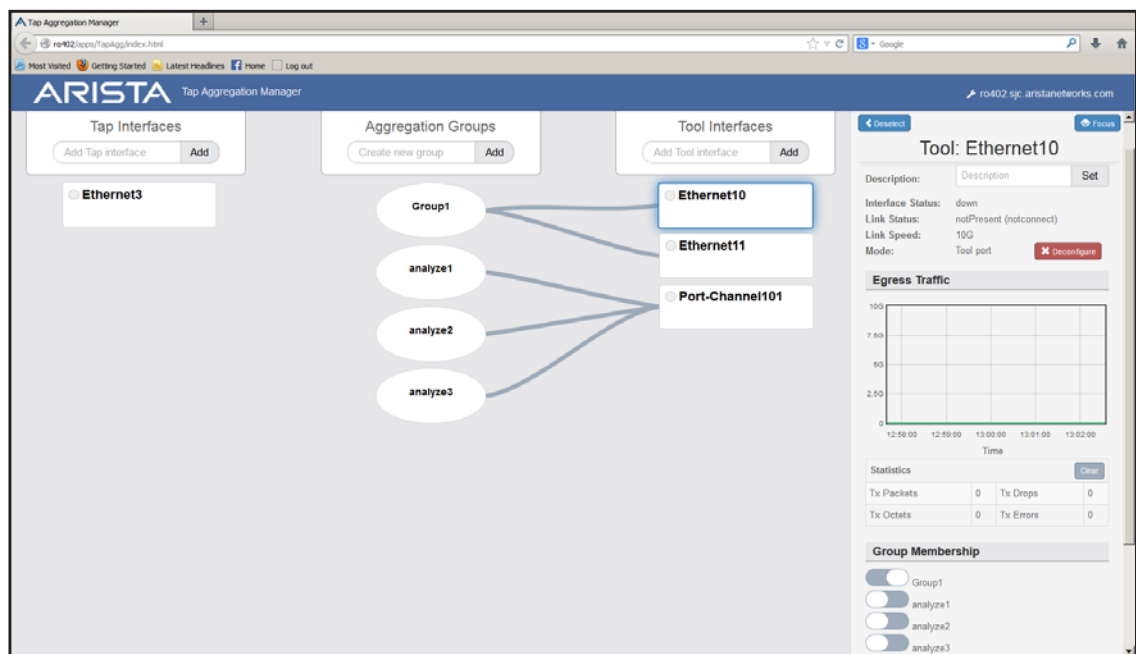 Tap Aggregation Manager
+
ro402/apps/TapAgg/index.html
Google
Most Visited Getting Started Latest Headlines Home Log out
ARISTA Tap Aggregation Manager
ro402.sjc.aristanetworks.com
Tap Interfaces
Add Tap interface Add
Ethernet3
Aggregation Groups
Create new group Add
Group1
analyze1
analyze2
analyze3
Tool Interfaces
Add Tool interface Add
Ethernet10
Ethernet11
Port-Channel101
Deselect Focus
Tool: Ethernet10
Description: Description Set
Interface Status: down
Link Status: notPresent (notconnect)
Link Speed: 10G
Mode: Tool port Deconfigure
Egress Traffic
10G
7.5G
5G
2.5G
0
12:58:00 12:59:00 13:00:00 13:01:00 13:02:00
Time
Statistics Clear
Tx Packets 0 Tx Drops 0
Tx Octets 0 Tx Errors 0
Group Membership
Group1
analyze1
analyze2
analyze3